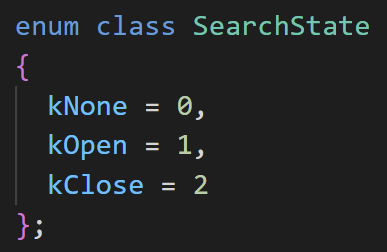 enum class SearchState
{
  kNone = 0,
  kOpen = 1,
  kClose = 2
};